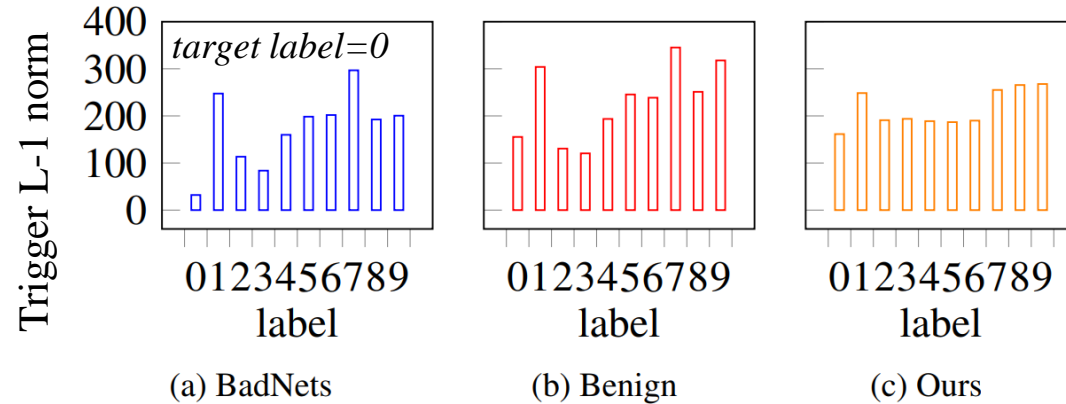 Trigger L-1 norm
400
300
200
100
0
target label=0
0123456789
label
(a) BadNets
0123456789
label
(b) Benign
0123456789
label
(c) Ours